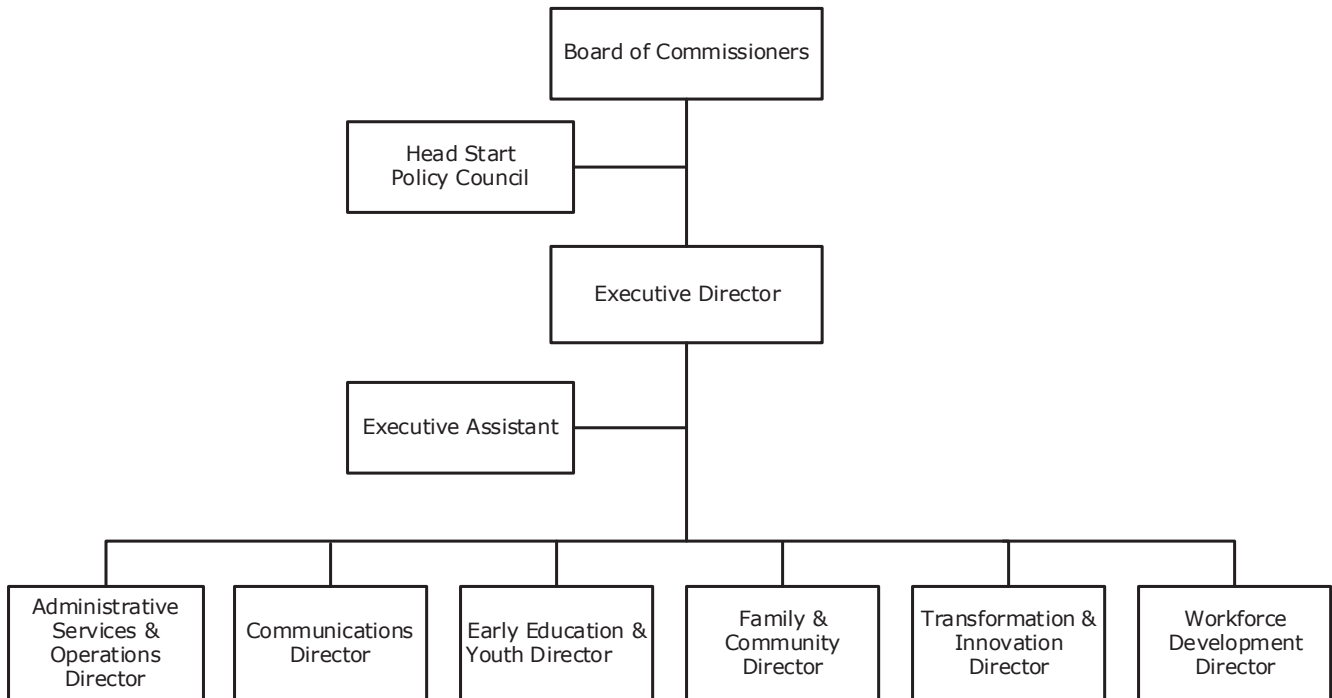 Board of Commissioners
Head Start
Policy Council
Executive Director
Executive Assistant
Administrative
Services &
Operations
Director
Communications
Director
Early Education &
Youth Director
Family &
Community
Director
Transformation &
Innovation
Director
Workforce
Development
Director